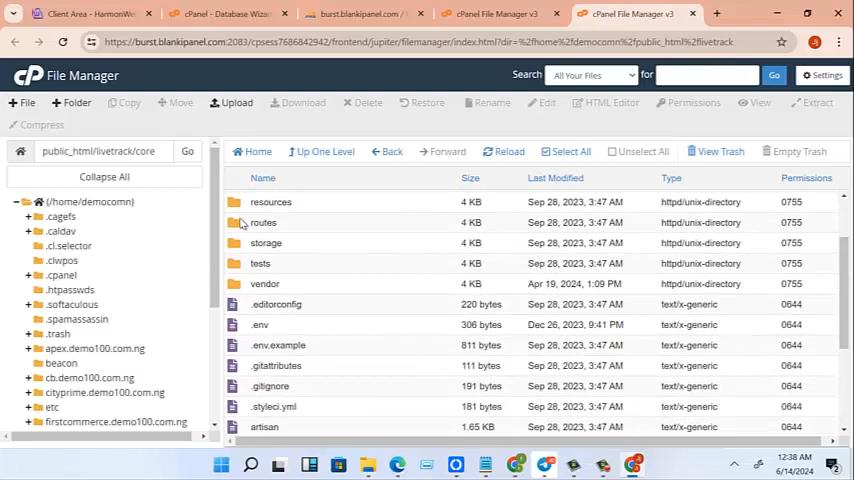 Client Area - HarmonWe
cPanel - Database Wiza
burst.blankipanel.com /
cPanel File Manager v3
cPanel File Manager v3
https://burst.blankipanel.com:2083/cpsess7686842942/frontend/jupiter/filemanager/index.html?dir=%2fhome%2fdemocomn%2fpublic_html%2flivetrack
cP File Manager
Search
All Your Files
for
Go
Settings
File
Folder
Copy
Move
Upload
Download
Delete
Restore
Rename
Edit
HTML Editor
Permissions
View
Extract
Compress
public_html/livetrack/core
Go
Home
Up One Level
Back
Forward
Reload
Select All
Unselect All
View Trash
Empty Trash
Collapse All
(/home/democomn)
.cagefs
.caldav
.cl.selector
.clwpos
.cpanel
.htpasswds
.softaculous
.spamassassin
.trash
apex.demo100.com.ng
beacon
cb.demo100.com.ng
cityprime.demo100.com.ng
etc
firstcommerce.demo100.com.ng
Name Size Last Modified Type Permissions
resources 4 KB Sep 28, 2023, 3:47 AM httpd/unix-directory 0755
routes 4 KB Sep 28, 2023, 3:47 AM httpd/unix-directory 0755
storage 4 KB Sep 28, 2023, 3:47 AM httpd/unix-directory 0755
tests 4 KB Sep 28, 2023, 3:47 AM httpd/unix-directory 0755
vendor 4 KB Apr 19, 2024, 1:09 PM httpd/unix-directory 0755
.editorconfig 220 bytes Sep 28, 2023, 3:47 AM text/x-generic 0644
.env 306 bytes Dec 26, 2023, 9:41 PM text/x-generic 0644
.env.example 811 bytes Sep 28, 2023, 3:47 AM text/x-generic 0644
.gitattributes 111 bytes Sep 28, 2023, 3:47 AM text/x-generic 0644
.gitignore 191 bytes Sep 28, 2023, 3:47 AM text/x-generic 0644
.styleci.yml 181 bytes Sep 28, 2023, 3:47 AM text/x-generic 0644
artisan 1.65 KB Sep 28, 2023, 3:47 AM text/x-generic 0644
12:38 AM
6/14/2024